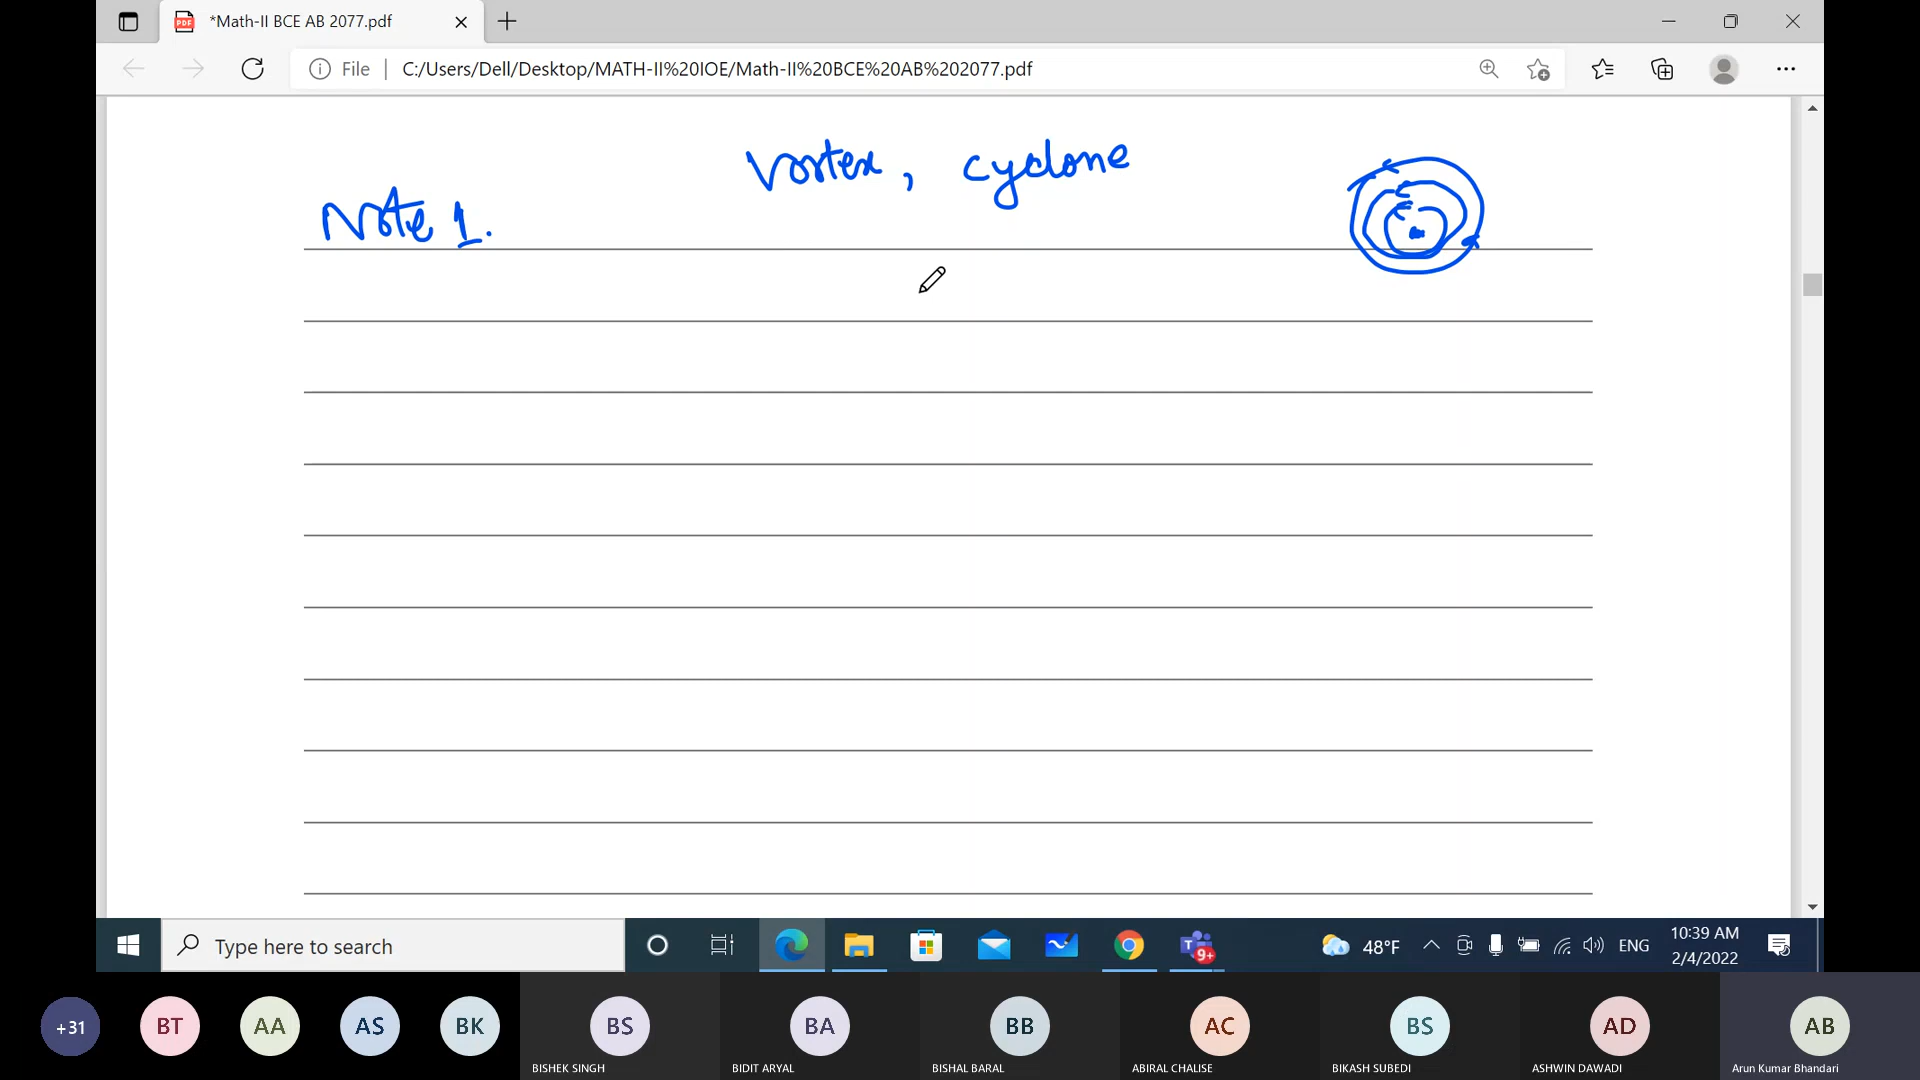 *Math-II BCE AB 2077.pdf
File | C:/Users/Dell/Desktop/MATH-II%20IOE/Math-II%20BCE%20AB%202077.pdf
Vortex, cyclone
Note 1.
Type here to search
9+
48°F
ENG
10:39 AM
2/4/2022
+31
BT
AA
AS
BK
BS
BA
BB
AC
BS
AD
AB
BISHEK SINGH
BIDIT ARYAL
BISHAL BARAL
ABIRAL CHALISE
BIKASH SUBEDI
ASHWIN DAWADI
Arun Kumar Bhandari